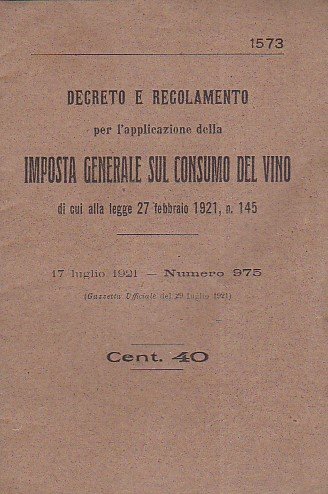 1573
DECRETO E REGOLAMENTO
per l'applicazione della
IMPOSTA GENERALE SUL CONSUMO DEL VINO
di cui alla legge 27 febbraio 1921, n. 145
17 luglio 1921 — Numero 975
(Gazzetta Ufficiale del 29 luglio 1921)
Cent. 40